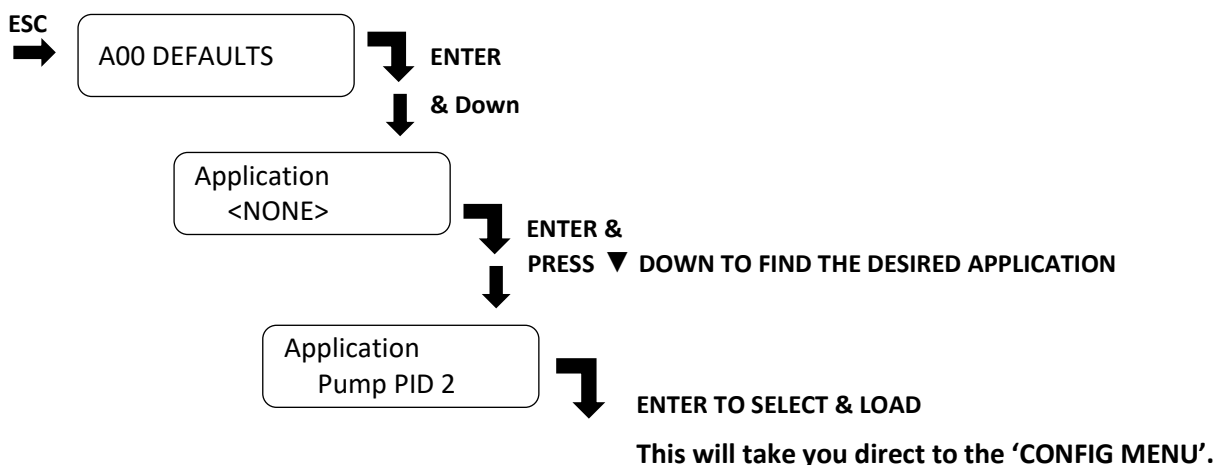 ESC
A00 DEFAULTS
ENTER
& Down
Application
<NONE>
ENTER &
PRESS ▼ DOWN TO FIND THE DESIRED APPLICATION
Application
Pump PID 2
ENTER TO SELECT & LOAD
This will take you direct to the ‘CONFIG MENU’.